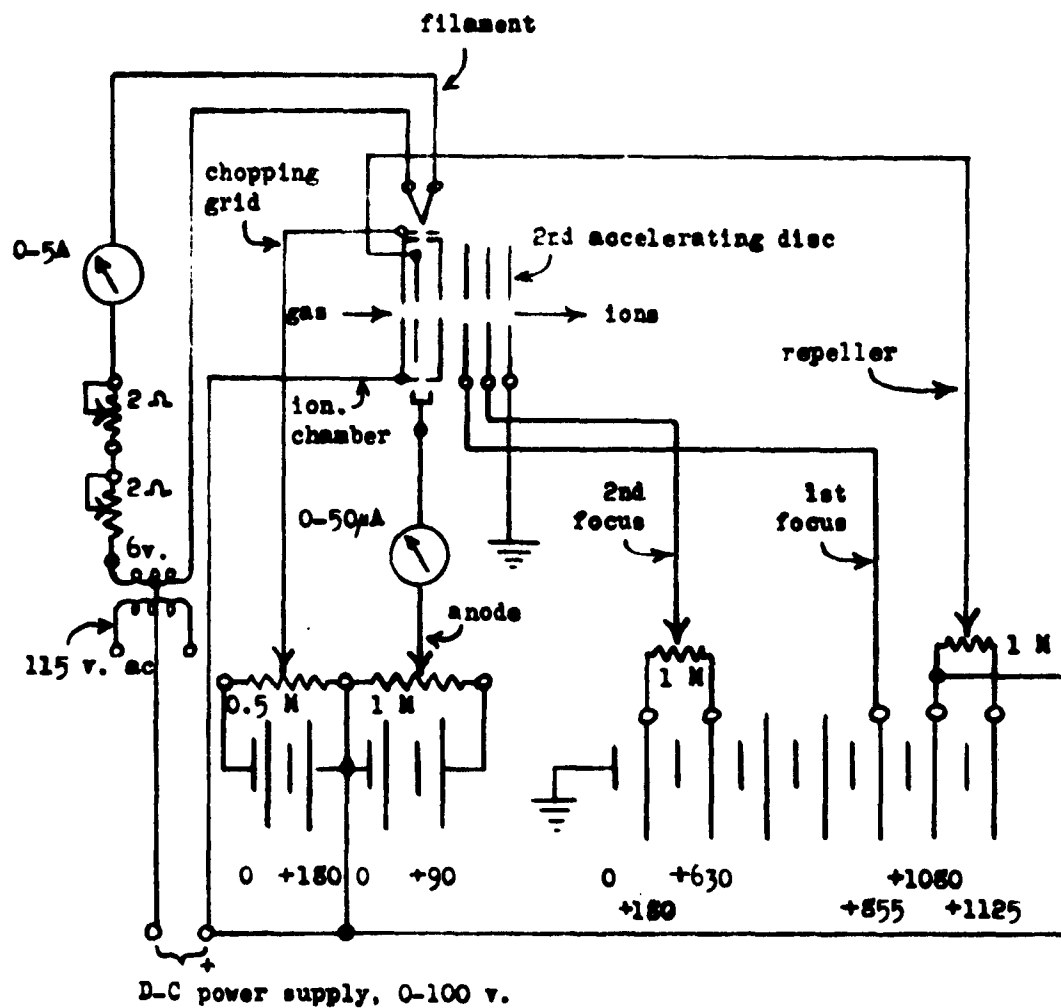 filament
chopping
grid
2nd accelerating disc
0-5A
gas
ions
repeller
2 Ω
ion.
chamber
2 Ω
2nd
focus
1st
focus
0-50μA
6v.
anode
115 v. ac
1 M
1 M
0.5 M
1 M
0 +180 0 +90
0 +630 +1080
+180 +855 +1125
+
D-C power supply, 0-100 v.